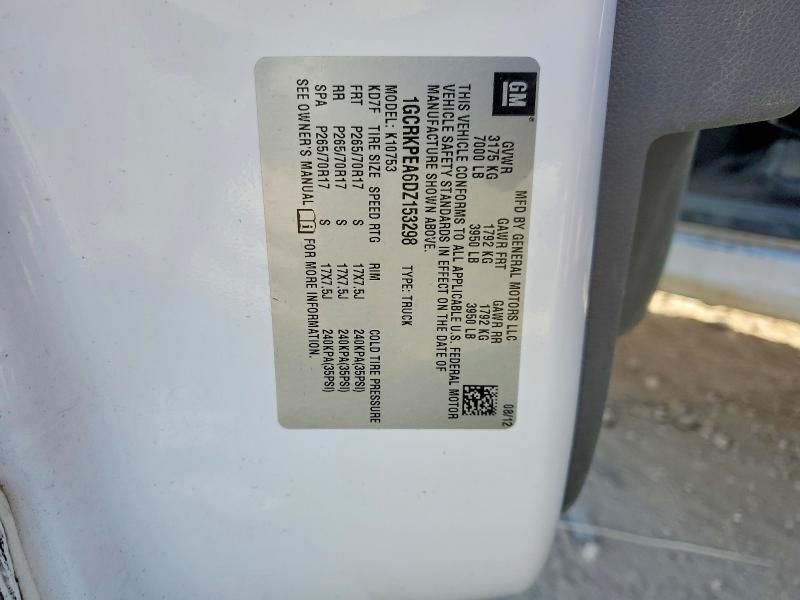 GM
MFD BY GENERAL MOTORS LLC 08/12
GVWR GAWR FRT GAWR RR
3175 KG 1792 KG 1792 KG
7000 LB 3950 LB 3950 LB
THIS VEHICLE CONFORMS TO ALL APPLICABLE U.S. FEDERAL MOTOR
VEHICLE SAFETY STANDARDS IN EFFECT ON THE DATE OF
MANUFACTURE SHOWN ABOVE.
1GCRKPEA6DZ153298 TYPE: TRUCK
MODEL: K10753
KD7F TIRE SIZE SPEED RTG RIM COLD TIRE PRESSURE
FRT P265/70R17 S 17X7.5J 240KPA(35PSI)
RR P265/70R17 S 17X7.5J 240KPA(35PSI)
SPA P265/70R17 S 17X7.5J 240KPA(35PSI)
SEE OWNER'S MANUAL i FOR MORE INFORMATION.